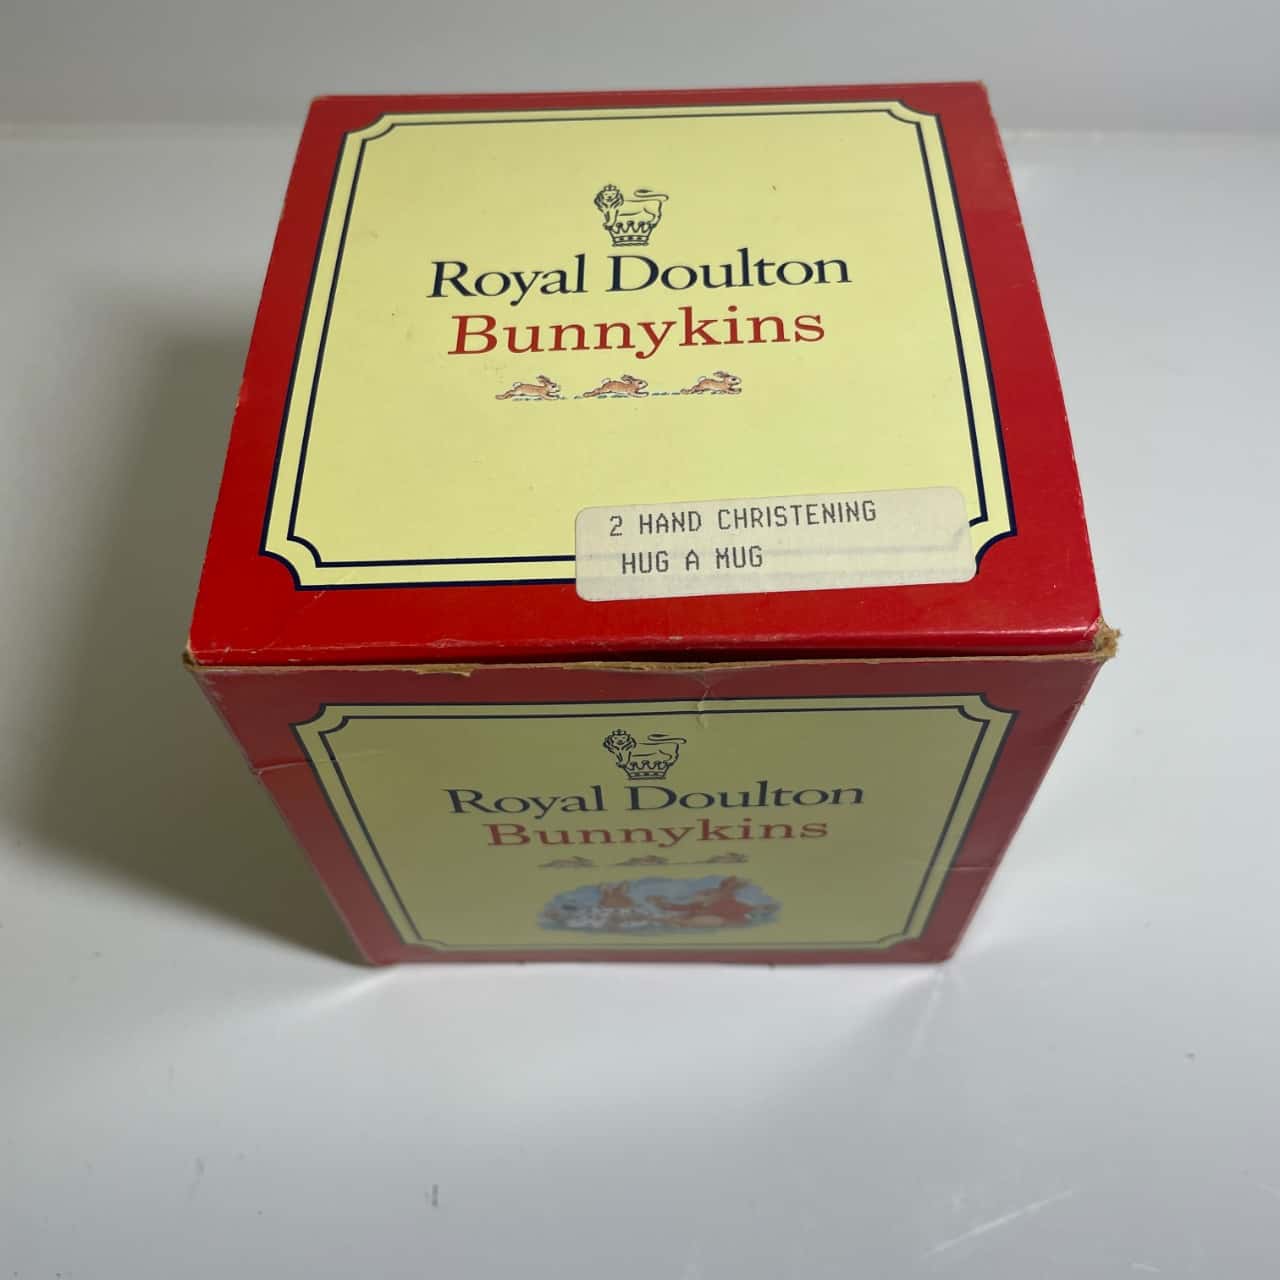 Royal Doulton
Bunnykins
2 HAND CHRISTENING
HUG A MUG
Royal Doulton
Bunnykins